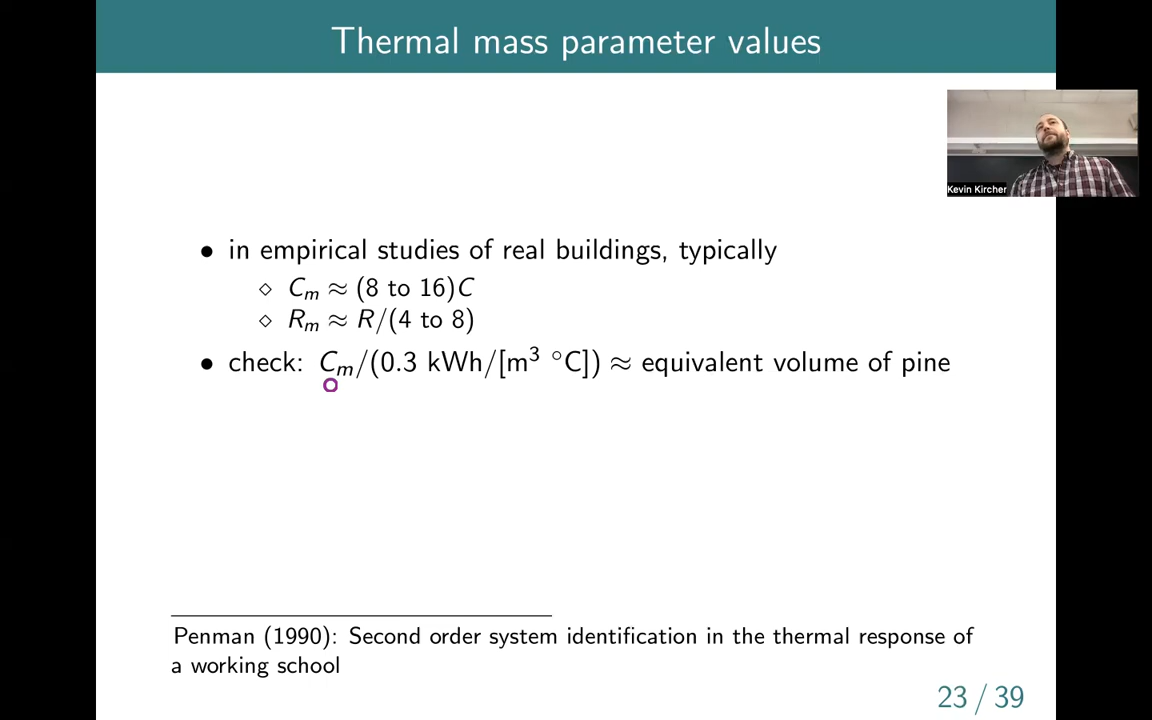 Thermal mass parameter values
Kevin Kircher
• in empirical studies of real buildings, typically
⋄ Cₘ ≈ (8 to 16)C
⋄ Rₘ ≈ R/(4 to 8)
• check: Cₘ/(0.3 kWh/[m³ °C]) ≈ equivalent volume of pine
Penman (1990): Second order system identification in the thermal response of
a working school
23 / 39